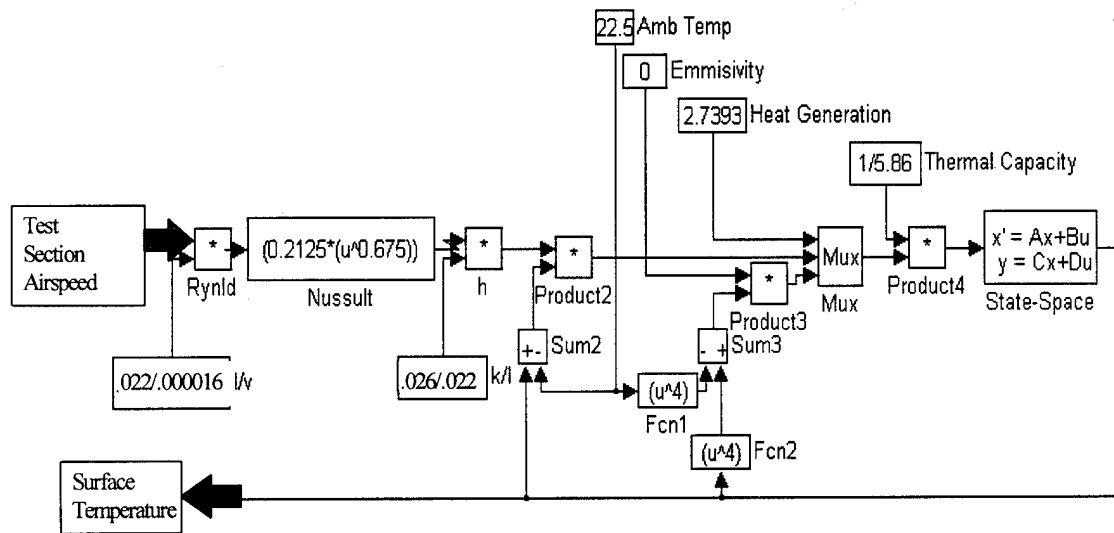 22.5 Amb Temp
0 Emmisivity
2.7393 Heat Generation
1/5.86 Thermal Capacity
Test
Section
Airspeed
*
Rynld
(0.2125*(u^0.675))
Nussult
*
h
*
Product2
*
Product3
Mux
Mux
*
Product4
x' = Ax+Bu
y = Cx+Du
State-Space
+- Sum2
- + Sum3
.022/.000016 l/v
.026/.022 k/l
(u^4)
Fcn1
(u^4) Fcn2
Surface
Temperature